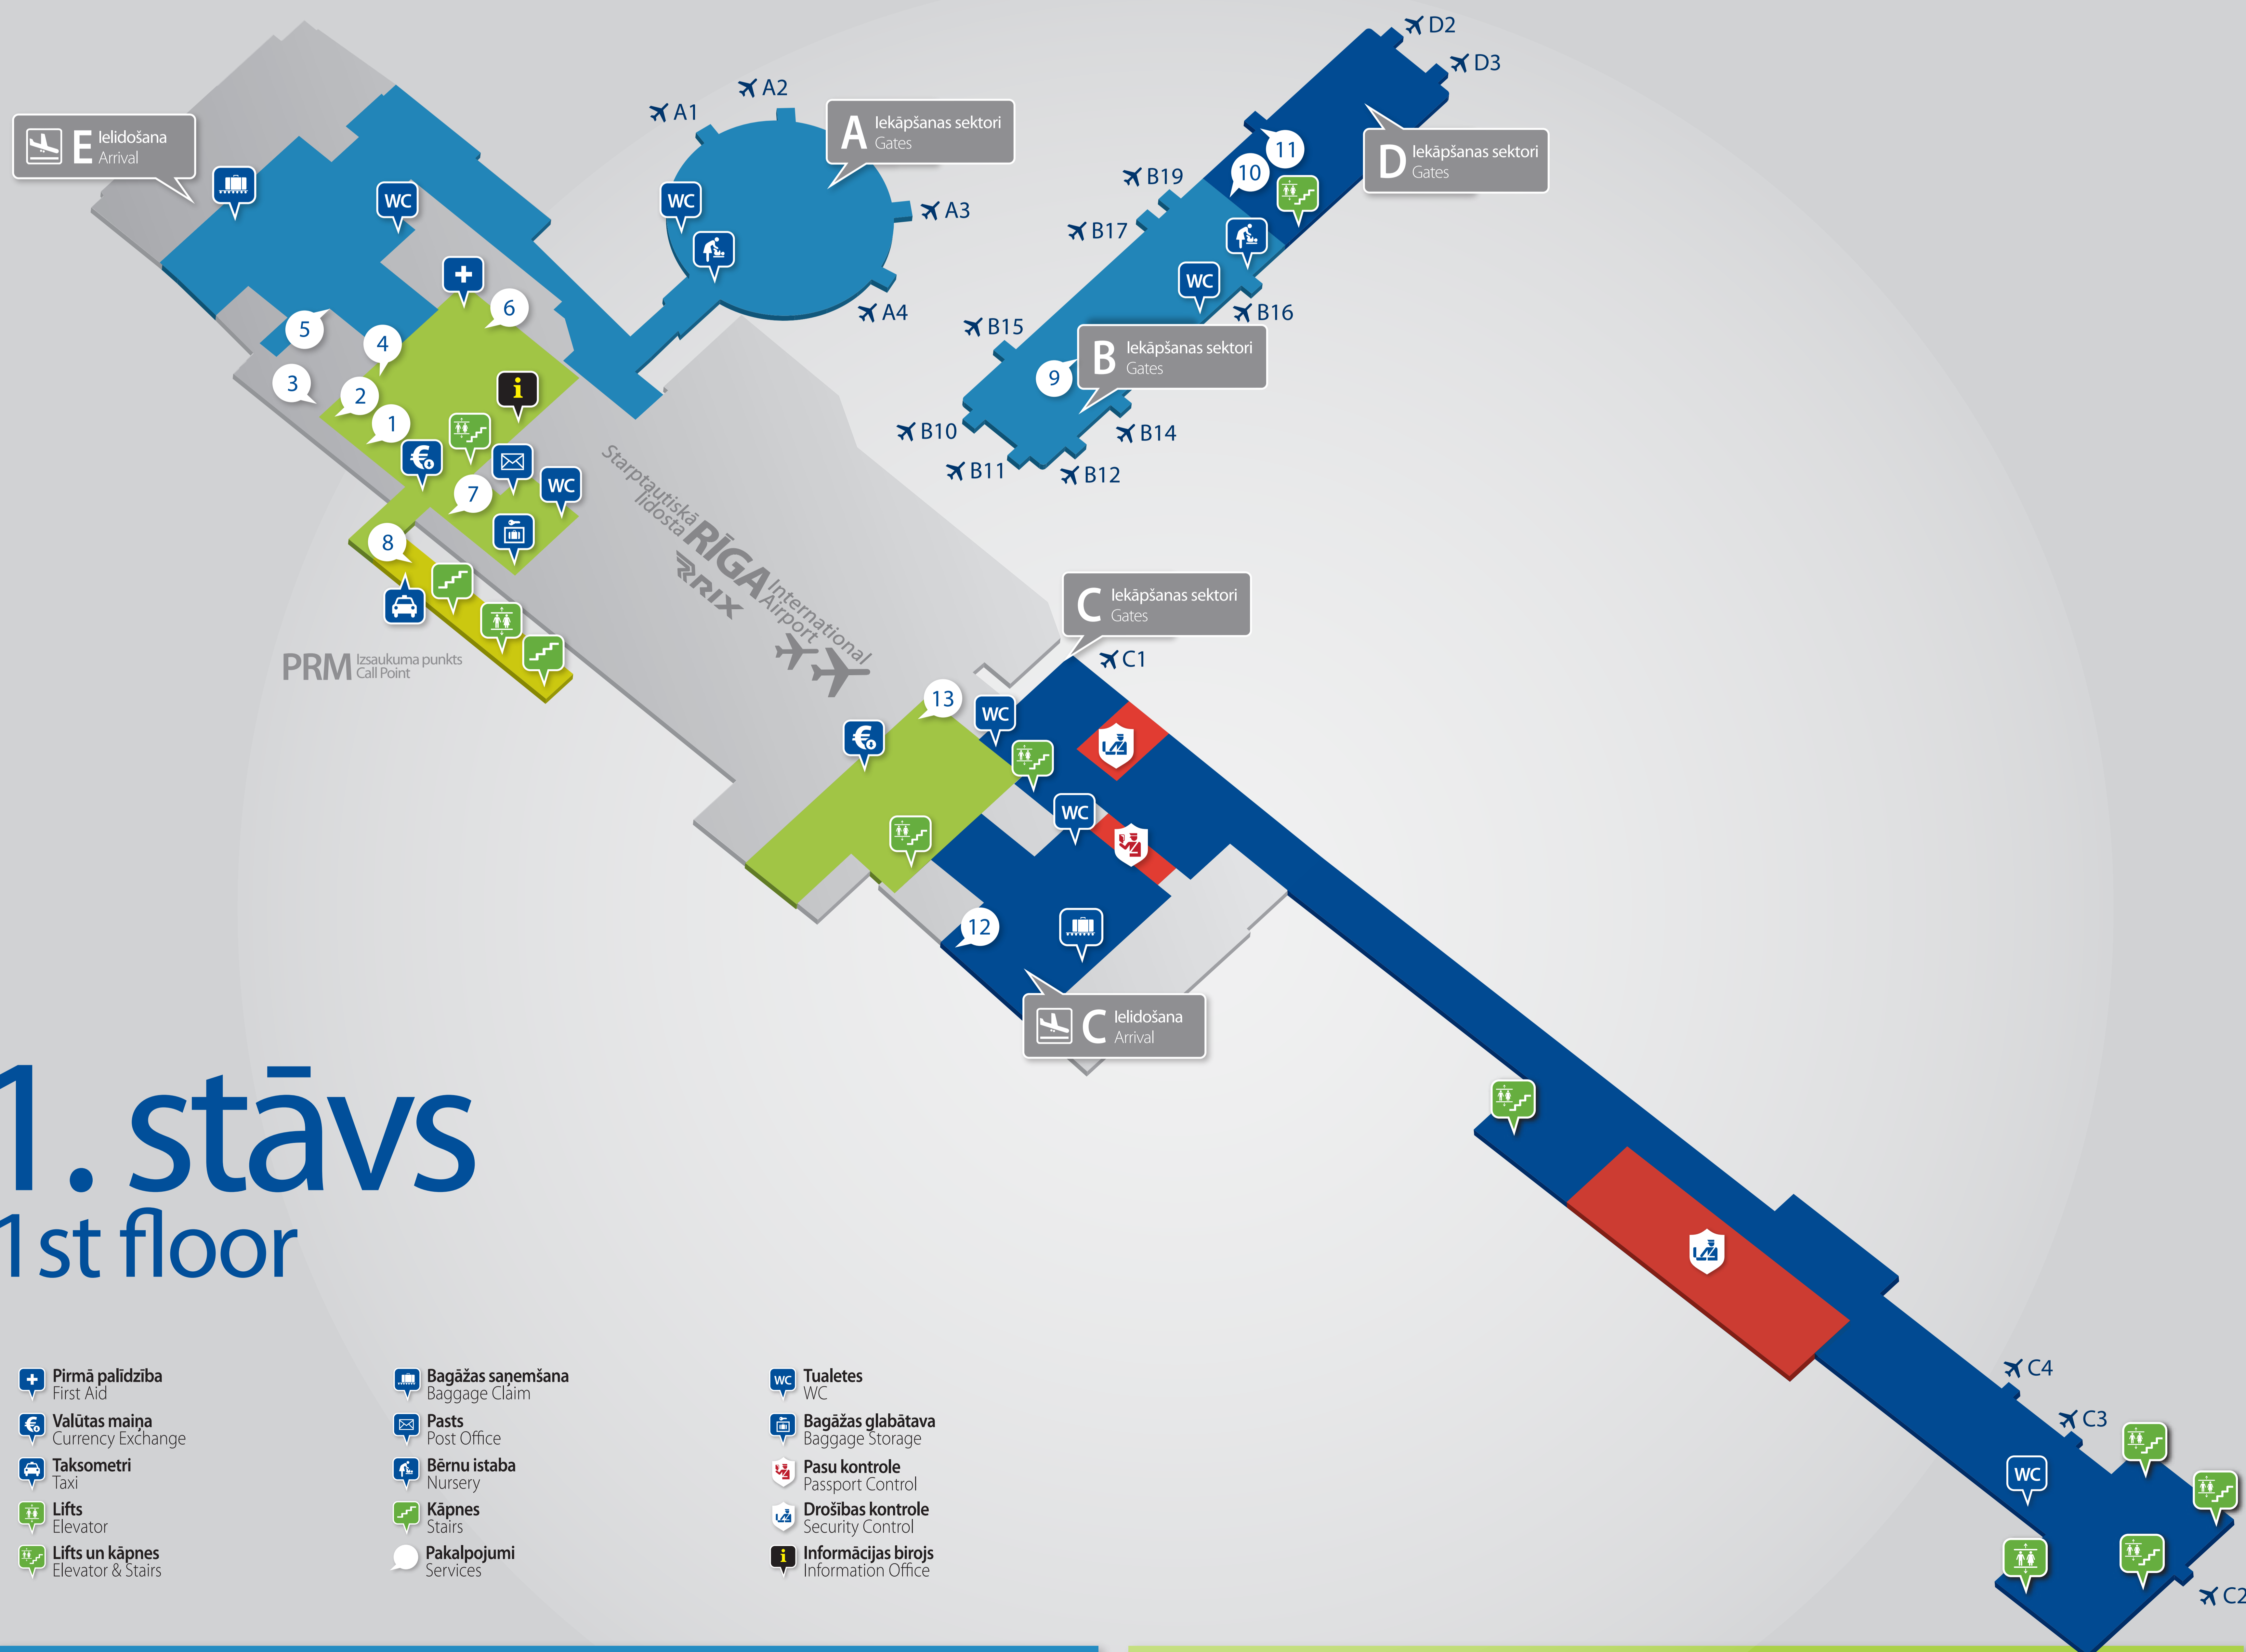 D2
D3
A2
A1
A Iekāpšanas sektori
Gates
E Ielidošana
Arrival
11
D Iekāpšanas sektori
Gates
10
B19
WC
WC
A3
B17
WC
6
A4
B16
5
B15
4
B Iekāpšanas sektori
Gates
9
3
2
i
1
B10
B14
B11
B12
WC
7
8
Starptautiskā
lidosta RĪGA International
Airport
RIX
C Iekāpšanas sektori
Gates
PRM Izsaukuma punkts
Call Point
C1
13
WC
WC
12
C Ielidošana
Arrival
1. stāvs
1st floor
C4
C3
WC
C2
Pirmā palīdzība
First Aid
Valūtas maiņa
Currency Exchange
Taksometri
Taxi
Lifts
Elevator
Lifts un kāpnes
Elevator & Stairs
Bagāžas saņemšana
Baggage Claim
Pasts
Post Office
Bērnu istaba
Nursery
Kāpnes
Stairs
Pakalpojumi
Services
WC Tualetes
WC
Bagāžas glabātava
Baggage Storage
Pasu kontrole
Passport Control
Drošības kontrole
Security Control
i Informācijas birojs
Information Office